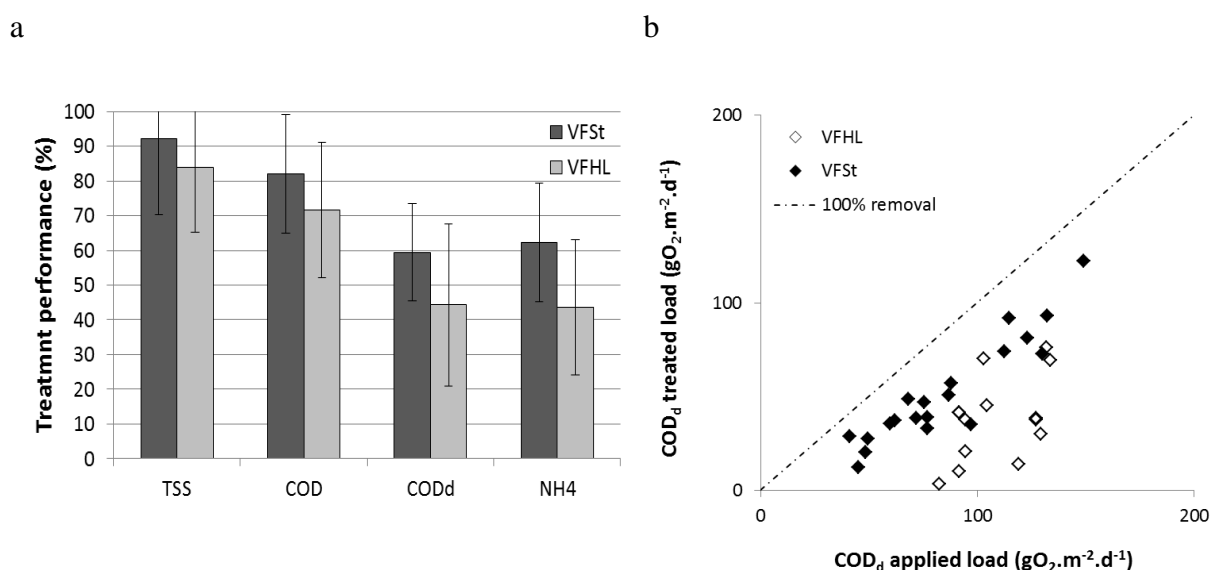 a
b
100
90
80
70
60
50
40
30
20
10
0
Treatmnt performance (%)
VFSt
VFHL
TSS COD CODd NH4
200
100
0
COD_d treated load (gO₂.m⁻².d⁻¹)
VFHL
VFSt
100% removal
0 100 200
COD_d applied load (gO₂.m⁻².d⁻¹)